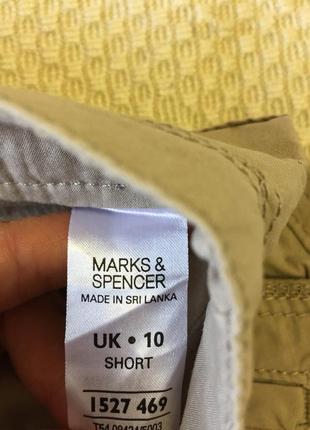 MARKS &
SPENCER
MADE IN SRI LANKA
UK • 10
SHORT
1527 469